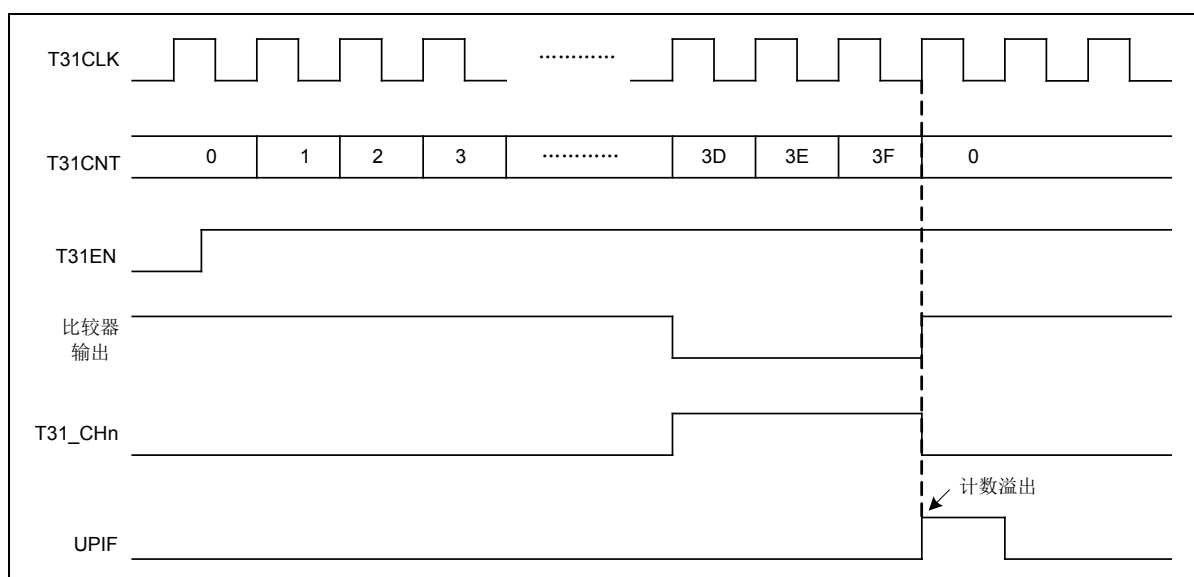 T31CLK
…………
T31CNT 0 1 2 3 ………… 3D 3E 3F 0
T31EN
比较器
输出
T31_CHn
计数溢出
UPIF